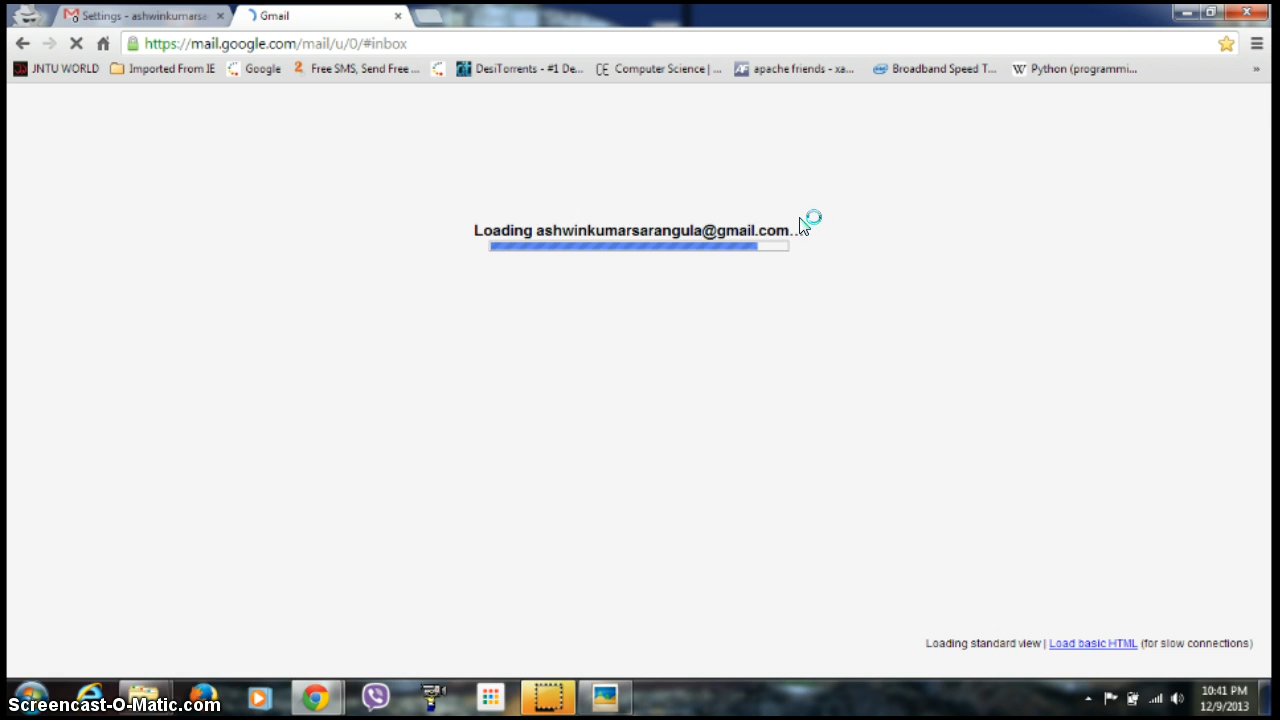 Settings - ashwinkumarsa
Gmail
https://mail.google.com/mail/u/0/#inbox
JNTU WORLD Imported From IE Google Free SMS, Send Free ... DesiTorrents - #1 De... Computer Science | ... apache friends - xa... Broadband Speed T... Python (programmi... »
Loading ashwinkumarsarangula@gmail.com...
Loading standard view | Load basic HTML (for slow connections)
10:41 PM
12/9/2013
Screencast-O-Matic.com